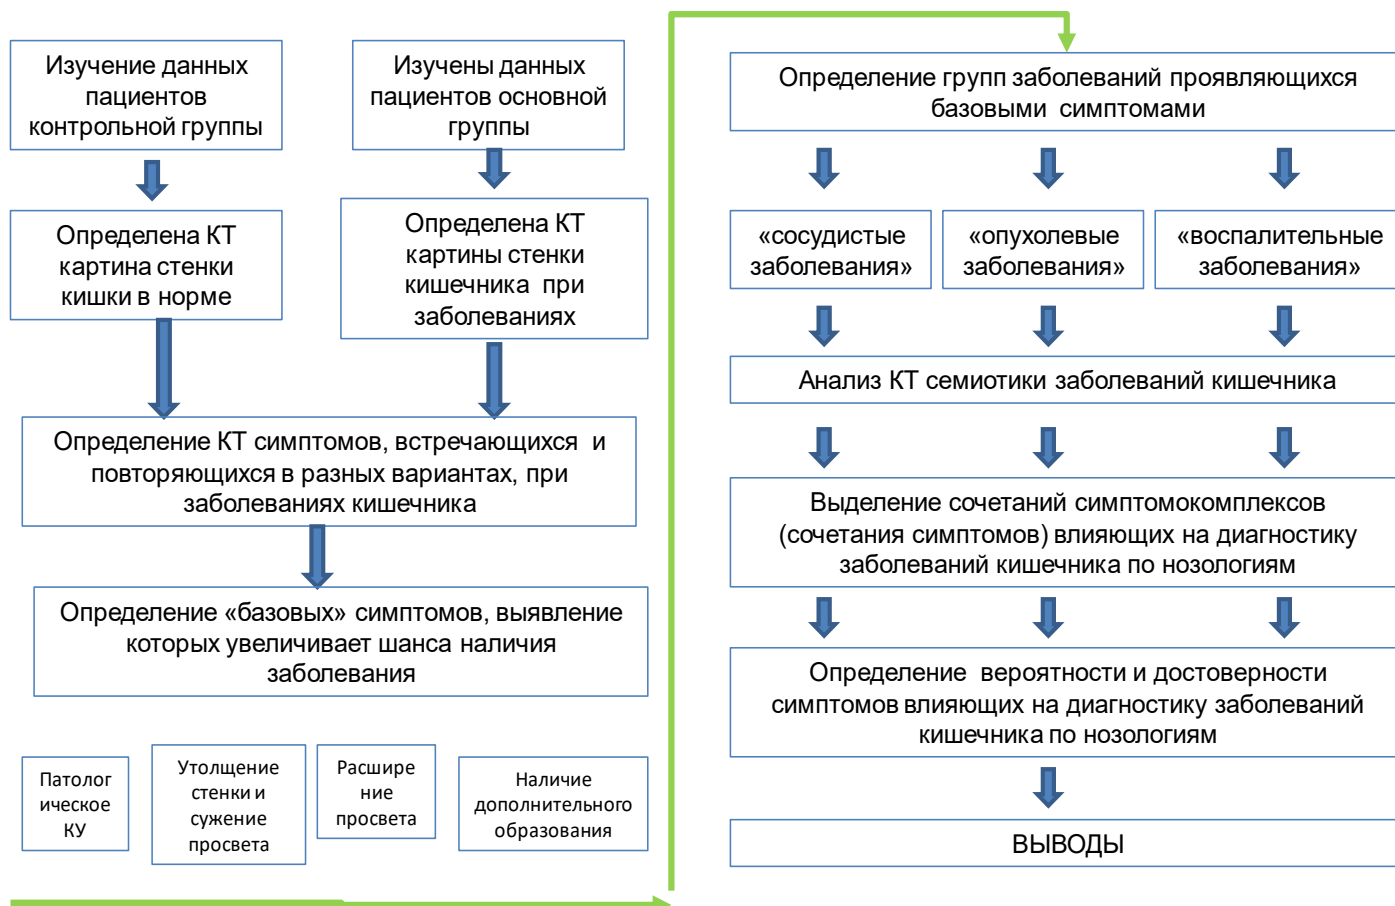 Изучение данных
пациентов
контрольной группы
Изучены данных
пациентов основной
группы
Определена КТ
картина стенки
кишки в норме
Определена КТ
картины стенки
кишечника при
заболеваниях
Определение КТ симптомов, встречающихся и
повторяющихся в разных вариантах, при
заболеваниях кишечника
Определение «базовых» симптомов, выявление
которых увеличивает шанса наличия
заболевания
Патолог
ическое
КУ
Утолщение
стенки и
сужение
просвета
Расшире
ние
просвета
Наличие
дополнительного
образования
Определение групп заболеваний проявляющихся
базовыми симптомами
«сосудистые
заболевания»
«опухолевые
заболевания»
«воспалительные
заболевания»
Анализ КТ семиотики заболеваний кишечника
Выделение сочетаний симптомокомплексов
(сочетания симптомов) влияющих на диагностику
заболеваний кишечника по нозологиям
Определение вероятности и достоверности
симптомов влияющих на диагностику заболеваний
кишечника по нозологиям
ВЫВОДЫ